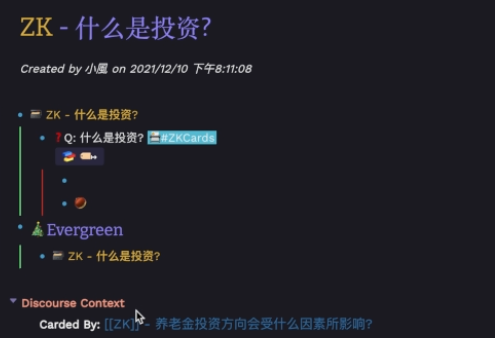 ZK - 什么是投资?
Created by 小風 on 2021/12/10 下午8:11:08
ZK - 什么是投资?
Q: 什么是投资? #ZKCards
Evergreen
ZK - 什么是投资?
Discourse Context
Carded By: [[ZK]] - 养老金投资方向会受什么因素所影响?